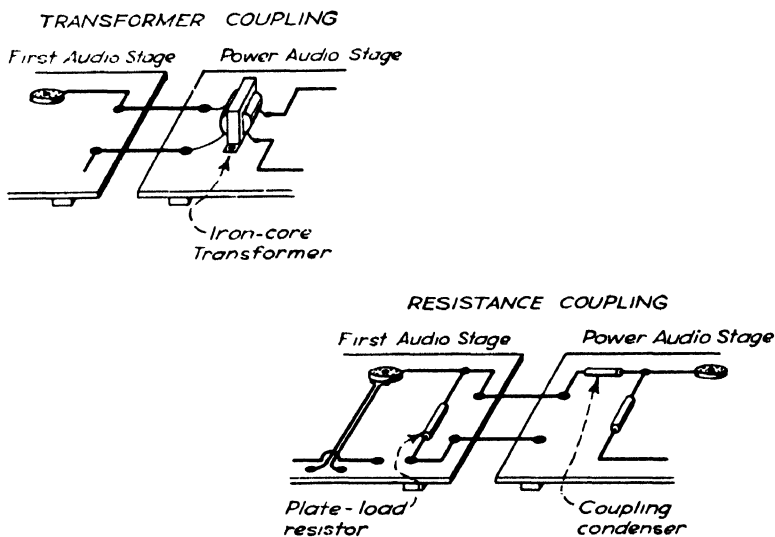 TRANSFORMER COUPLING
First Audio Stage
Power Audio Stage
Iron-core
Transformer
RESISTANCE COUPLING
First Audio Stage
Power Audio Stage
Plate-load
resistor
Coupling
condenser